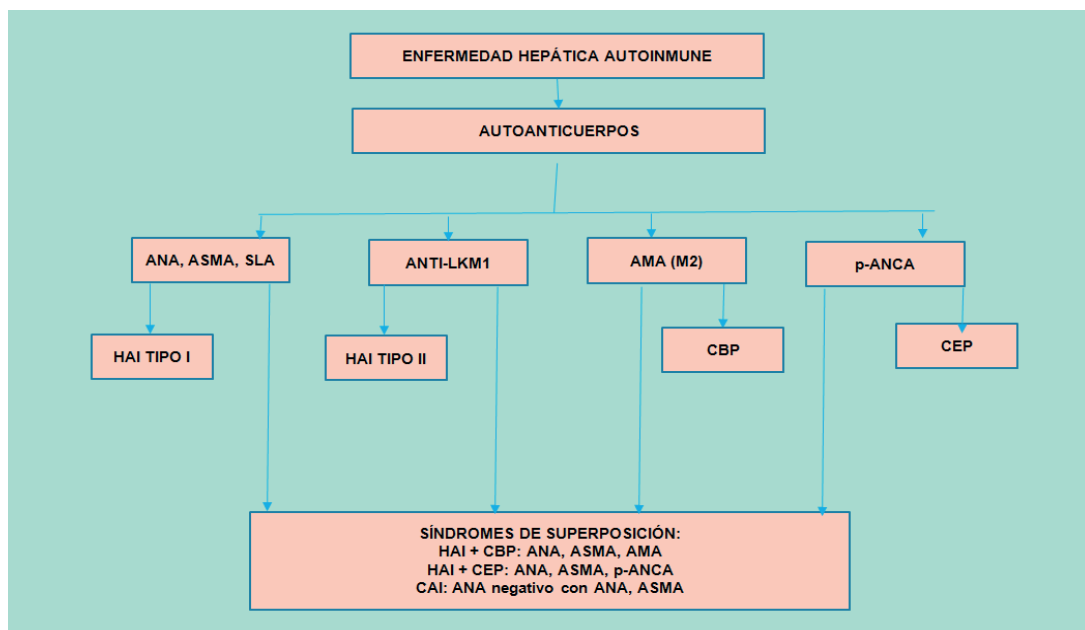 ENFERMEDAD HEPÁTICA AUTOINMUNE
AUTOANTICUERPOS
ANA, ASMA, SLA
ANTI-LKM1
AMA (M2)
p-ANCA
HAI TIPO I
HAI TIPO II
CBP
CEP
SÍNDROMES DE SUPERPOSICIÓN:
HAI + CBP: ANA, ASMA, AMA
HAI + CEP: ANA, ASMA, p-ANCA
CAI: ANA negativo con ANA, ASMA